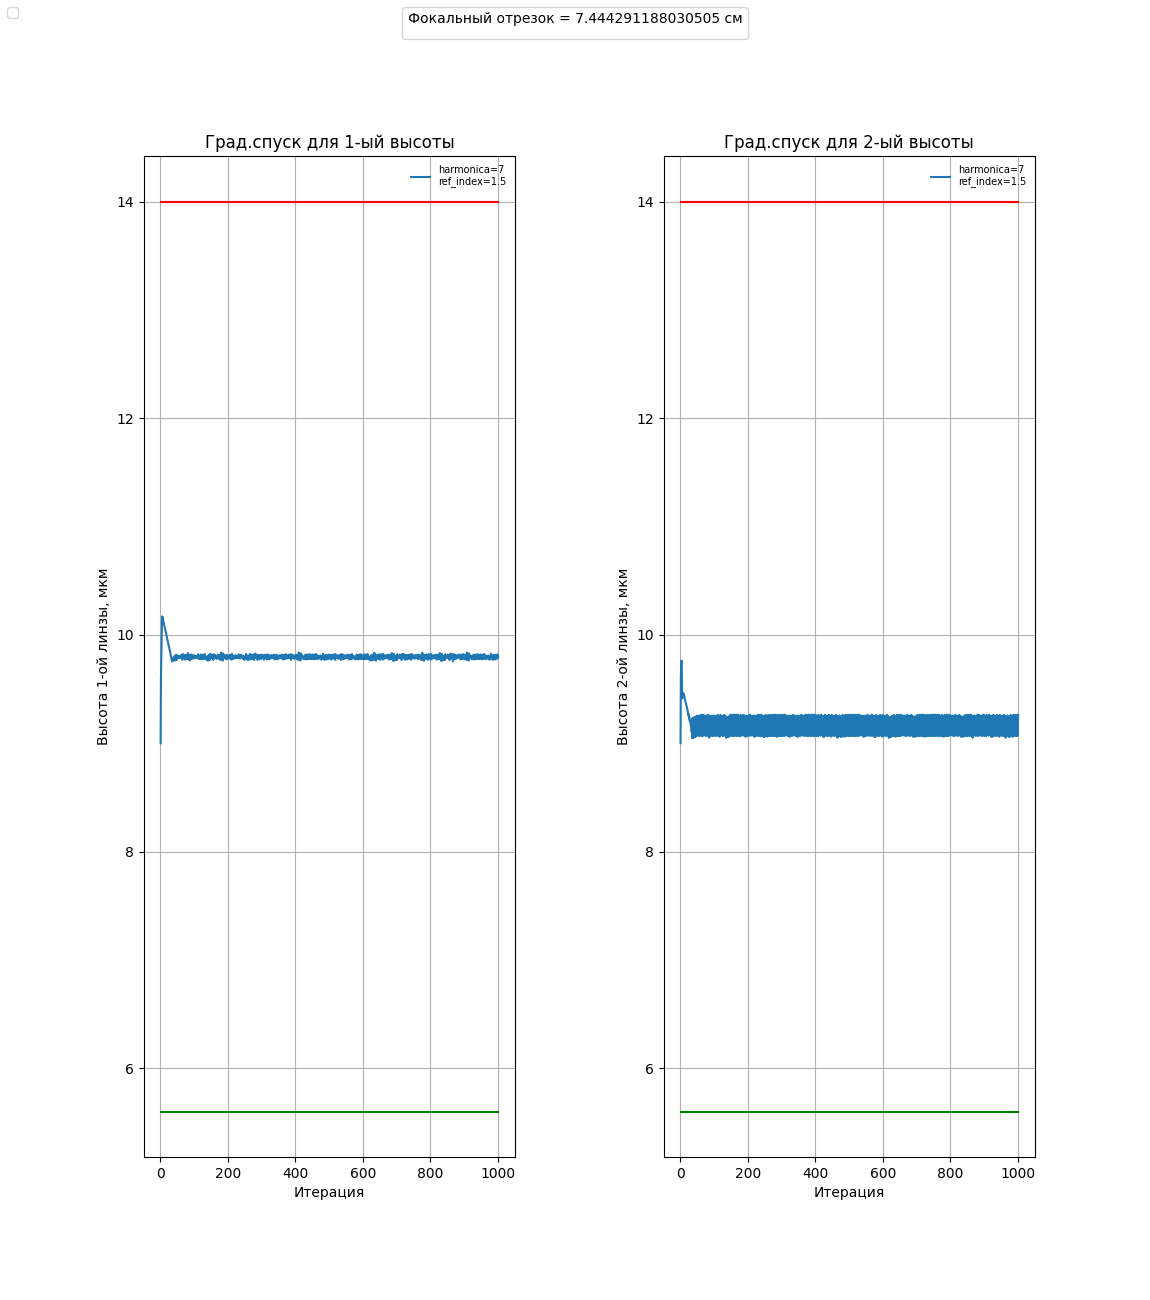 Фокальный отрезок = 7.444291188030505 см
Град.спуск для 1-ый высоты
harmonica=7
ref_index=1.5
14
12
10
8
6
Высота 1-ой линзы, мкм
0 200 400 600 800 1000
Итерация
Град.спуск для 2-ый высоты
harmonica=7
ref_index=1.5
14
12
10
8
6
Высота 2-ой линзы, мкм
0 200 400 600 800 1000
Итерация